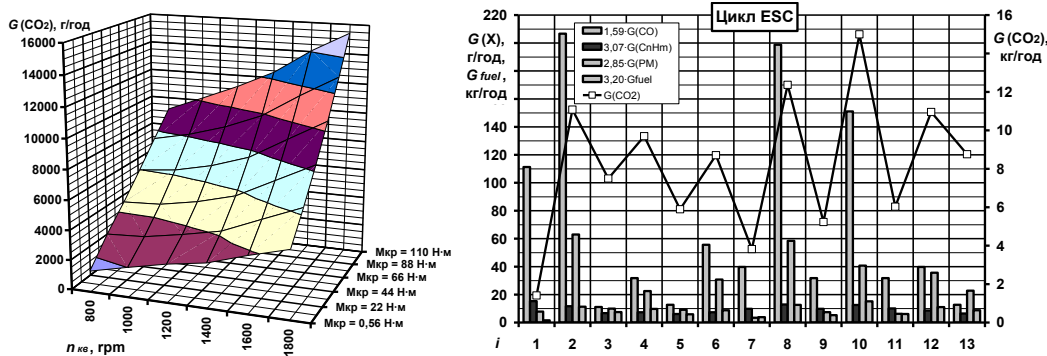 G (CO₂), г/год
16000
14000
12000
10000
8000
6000
4000
2000
0
800
1000
1200
1400
1600
1800
n кв, rpm
Мкр = 110 Н·м
Мкр = 88 Н·м
Мкр = 66 Н·м
Мкр = 44 Н·м
Мкр = 22 Н·м
Мкр = 0,56 Н·м
Цикл ESC
G (X),
г/год,
G fuel,
кг/год
220
200
180
160
140
120
100
80
60
40
20
0
1,59·G(CO)
3,07·G(CnHm)
2,85·G(PM)
3,20·Gfuel
G(CO2)
G (CO₂),
кг/год
16
14
12
10
8
6
4
2
0
i 1 2 3 4 5 6 7 8 9 10 11 12 13